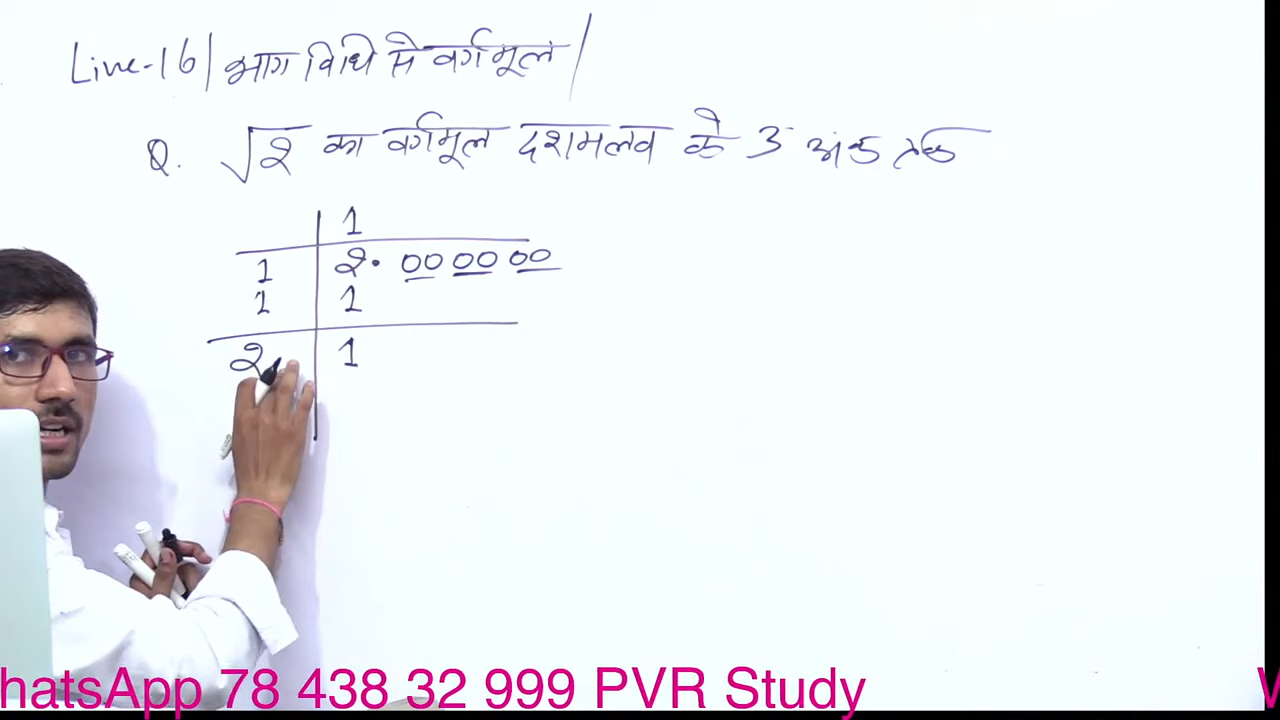 Live-16/ भाग विधि से वर्गमूल /
Q. √2 का वर्गमूल दशमलव के 3 अंक तक
1
1 2. 00 00 00
1 1
2 1
hatsApp 78 438 32 999 PVR Study